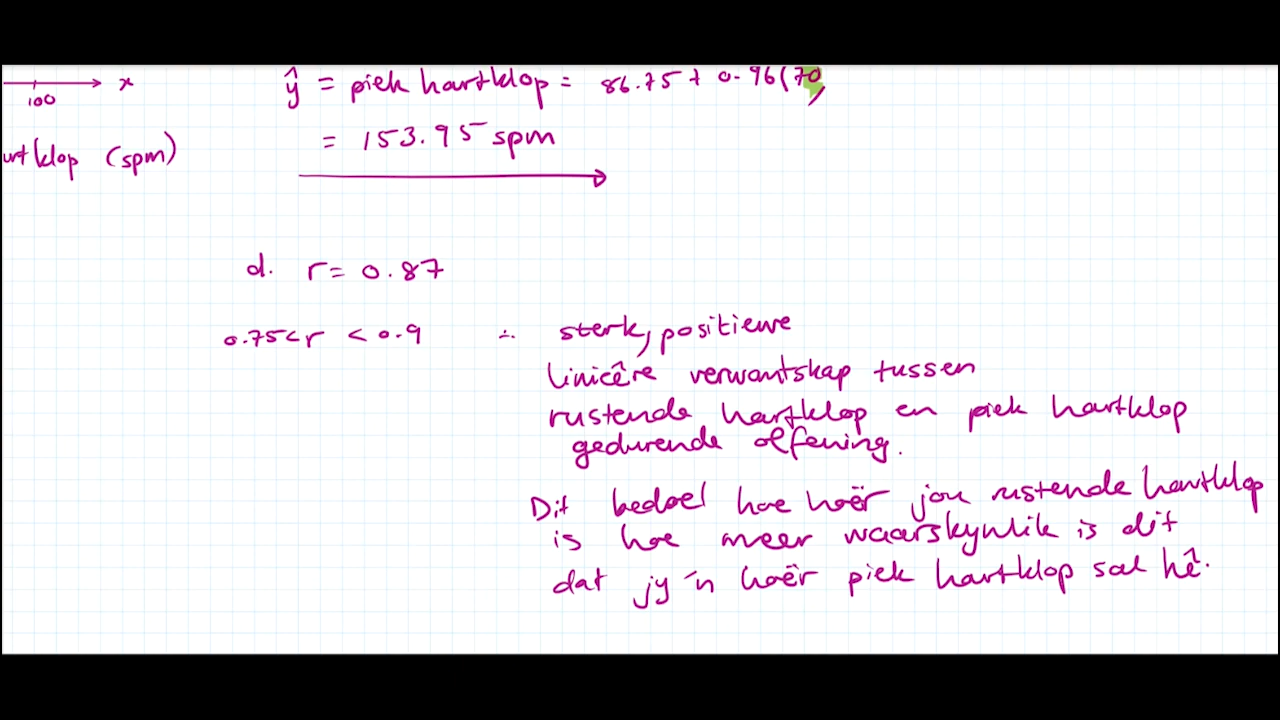 x
100
urtklop (spm)
ŷ = piek hartklop = 86.75 + 0.96(70)
= 153.95 spm
d. r = 0.87
0.75 < r < 0.9 ∴ sterk, positiewe
liniêre verwantskap tussen
rustende hartklop en piek hartklop
gedurende oefening.
Dit bedoel hoe hoër jou rustende hartklop
is hoe meer waarskynlik is dit
dat jy 'n hoër piek hartklop sal hê.